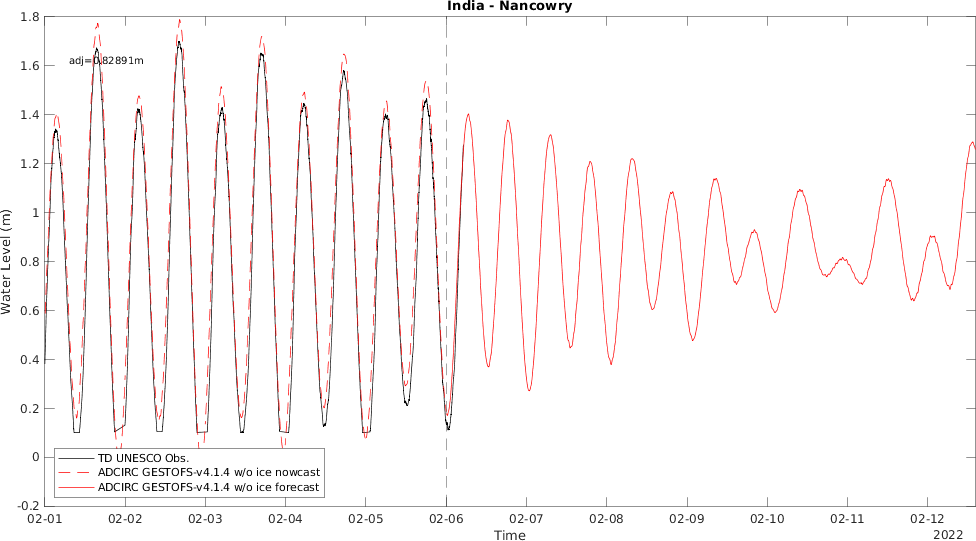 India - Nancowry
1.8
1.6
1.4
1.2
1
0.8
0.6
0.4
0.2
0
-0.2
Water Level (m)
adj=0.82891m
TD UNESCO Obs.
ADCIRC GESTOFS-v4.1.4 w/o ice nowcast
ADCIRC GESTOFS-v4.1.4 w/o ice forecast
02-01 02-02 02-03 02-04 02-05 02-06 02-07 02-08 02-09 02-10 02-11 02-12
Time
2022